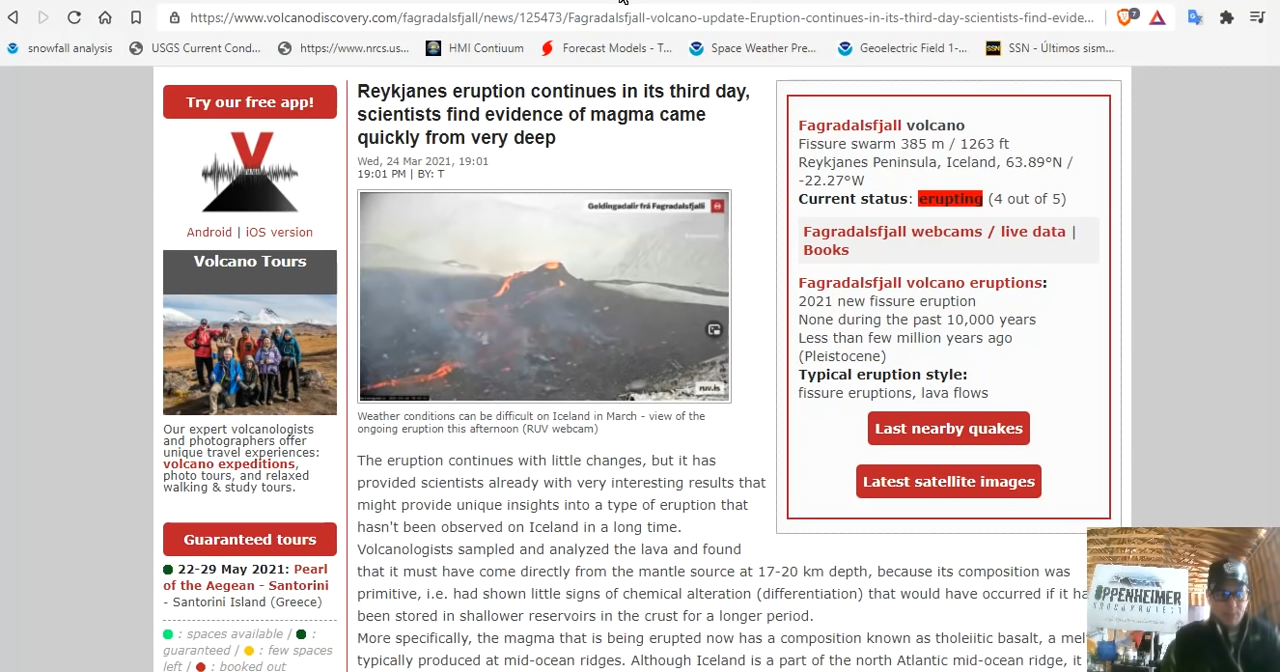 https://www.volcanodiscovery.com/fagradalsfjall/news/125473/Fagradalsfjall-volcano-update-Eruption-continues-in-its-third-day-scientists-find-evide...
7
snowfall analysis
USGS Current Cond...
https://www.nrcs.us...
HMI Contiuum
Forecast Models - T...
Space Weather Pre...
Geoelectric Field 1-...
SSN
SSN - Últimos sism...
Try our free app!
Android | iOS version
Volcano Tours
Our expert volcanologists
and photographers offer
unique travel experiences:
volcano expeditions,
photo tours, and relaxed
walking & study tours.
Guaranteed tours
22-29 May 2021: Pearl
of the Aegean - Santorini
- Santorini Island (Greece)
: spaces available / :
guaranteed / : few spaces
left / : booked out
Reykjanes eruption continues in its third day,
scientists find evidence of magma came
quickly from very deep
Wed, 24 Mar 2021, 19:01
19:01 PM | BY: T
Geldingadalir frá Fagradalsfjalli
ruv.is
Weather conditions can be difficult on Iceland in March - view of the
ongoing eruption this afternoon (RUV webcam)
The eruption continues with little changes, but it has
provided scientists already with very interesting results that
might provide unique insights into a type of eruption that
hasn't been observed on Iceland in a long time.
Volcanologists sampled and analyzed the lava and found
that it must have come directly from the mantle source at 17-20 km depth, because its composition was
primitive, i.e. had shown little signs of chemical alteration (differentiation) that would have occurred if it ha
been stored in shallower reservoirs in the crust for a longer period.
More specifically, the magma that is being erupted now has a composition known as tholeiitic basalt, a mel
typically produced at mid-ocean ridges. Although Iceland is a part of the north Atlantic mid-ocean ridge, it
Fagradalsfjall volcano
Fissure swarm 385 m / 1263 ft
Reykjanes Peninsula, Iceland, 63.89°N /
-22.27°W
Current status: erupting (4 out of 5)
Fagradalsfjall webcams / live data |
Books
Fagradalsfjall volcano eruptions:
2021 new fissure eruption
None during the past 10,000 years
Less than few million years ago
(Pleistocene)
Typical eruption style:
fissure eruptions, lava flows
Last nearby quakes
Latest satellite images
OPPENHEIMER